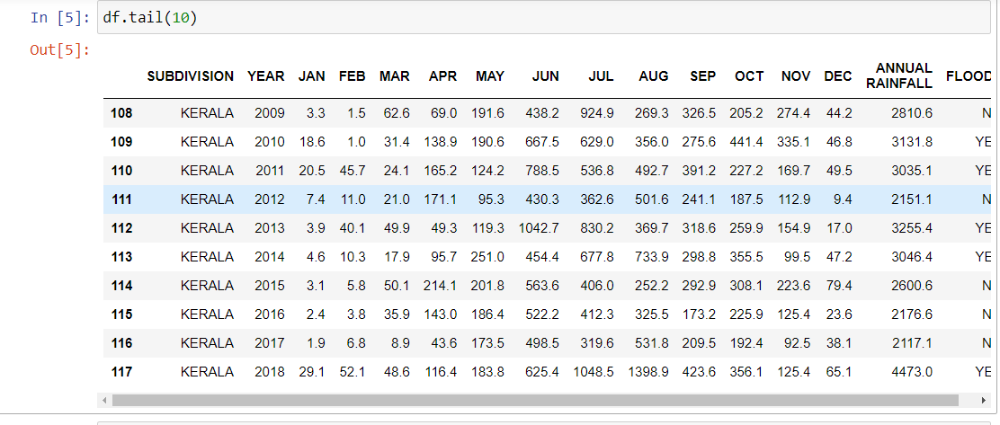 In [5]: df.tail(10)
Out[5]:
SUBDIVISION YEAR JAN FEB MAR APR MAY JUN JUL AUG SEP OCT NOV DEC ANNUAL RAINFALL FLOOD
108 KERALA 2009 3.3 1.5 62.6 69.0 191.6 438.2 924.9 269.3 326.5 205.2 274.4 44.2 2810.6 N
109 KERALA 2010 18.6 1.0 31.4 138.9 190.6 667.5 629.0 356.0 275.6 441.4 335.1 46.8 3131.8 YE
110 KERALA 2011 20.5 45.7 24.1 165.2 124.2 788.5 536.8 492.7 391.2 227.2 169.7 49.5 3035.1 YE
111 KERALA 2012 7.4 11.0 21.0 171.1 95.3 430.3 362.6 501.6 241.1 187.5 112.9 9.4 2151.1 N
112 KERALA 2013 3.9 40.1 49.9 49.3 119.3 1042.7 830.2 369.7 318.6 259.9 154.9 17.0 3255.4 YE
113 KERALA 2014 4.6 10.3 17.9 95.7 251.0 454.4 677.8 733.9 298.8 355.5 99.5 47.2 3046.4 YE
114 KERALA 2015 3.1 5.8 50.1 214.1 201.8 563.6 406.0 252.2 292.9 308.1 223.6 79.4 2600.6 N
115 KERALA 2016 2.4 3.8 35.9 143.0 186.4 522.2 412.3 325.5 173.2 225.9 125.4 23.6 2176.6 N
116 KERALA 2017 1.9 6.8 8.9 43.6 173.5 498.5 319.6 531.8 209.5 192.4 92.5 38.1 2117.1 N
117 KERALA 2018 29.1 52.1 48.6 116.4 183.8 625.4 1048.5 1398.9 423.6 356.1 125.4 65.1 4473.0 YE